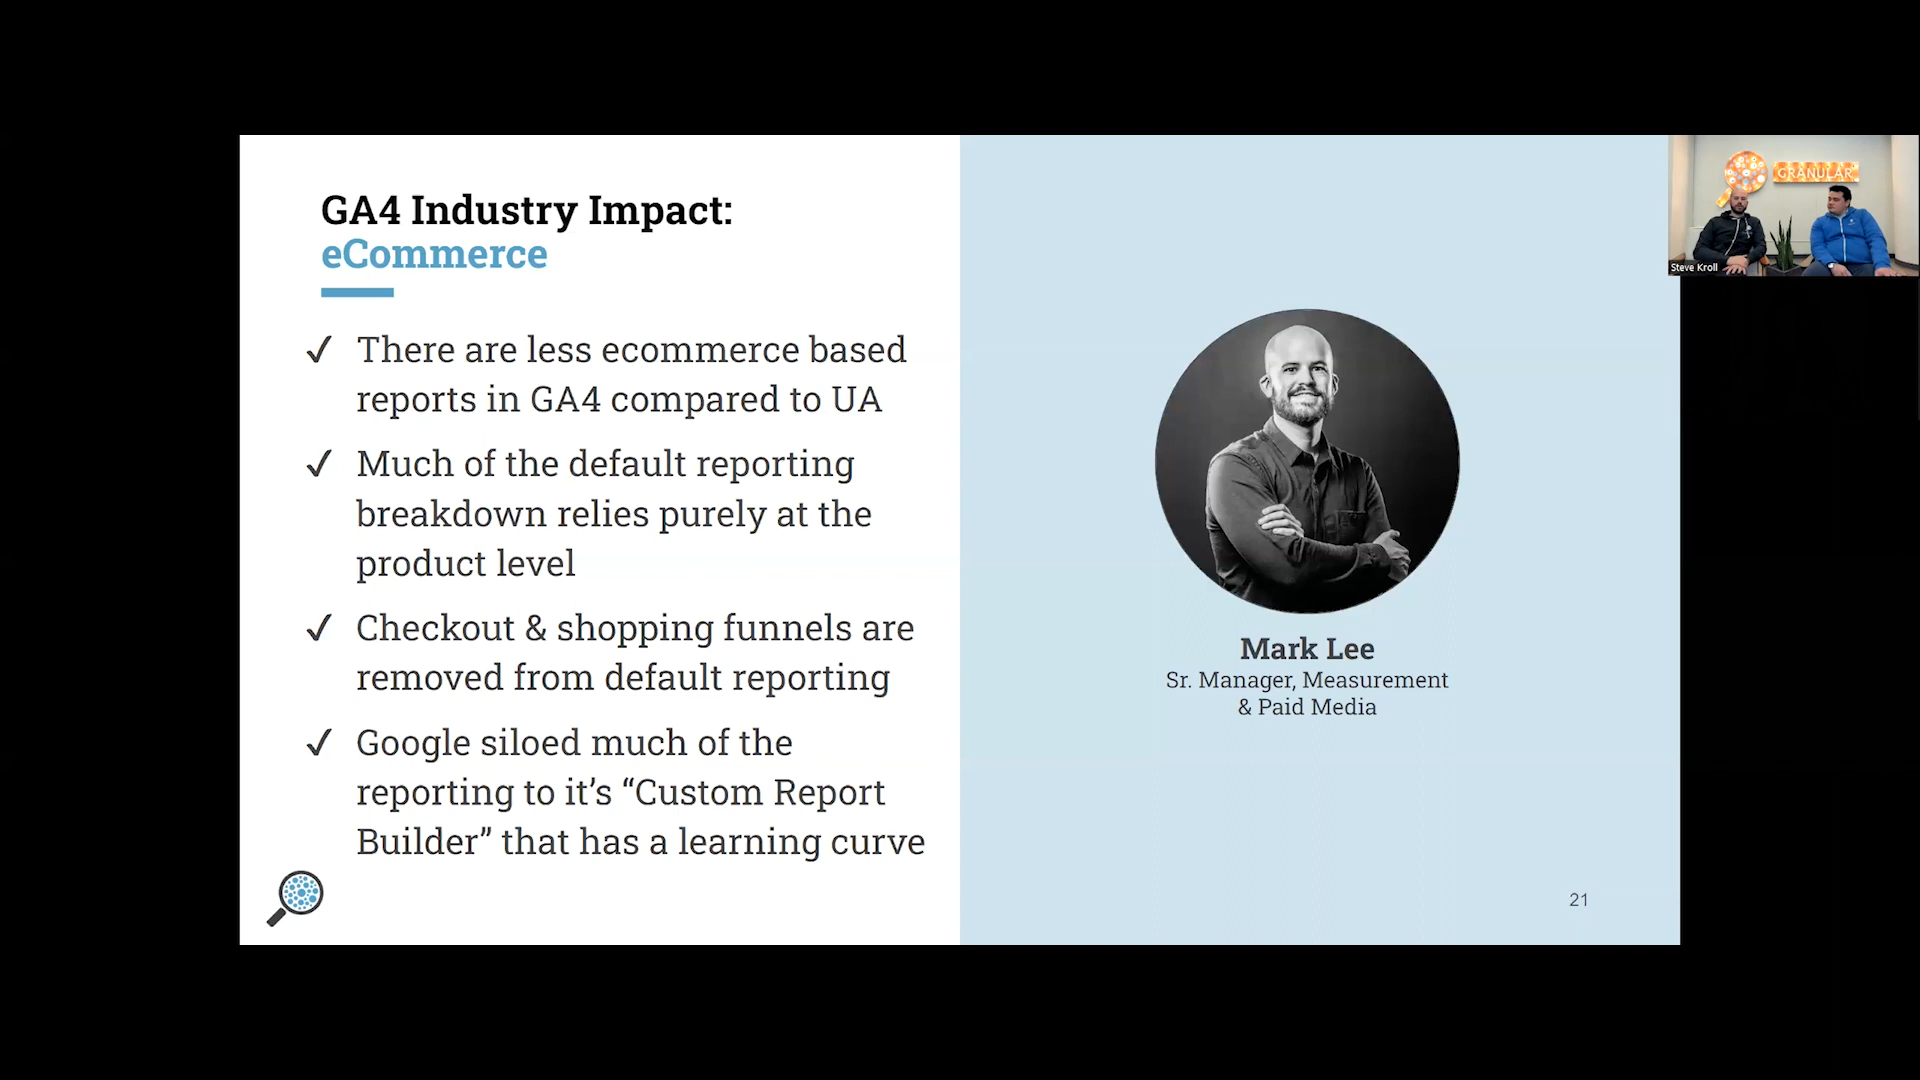 GA4 Industry Impact:
eCommerce
✓ There are less ecommerce based
reports in GA4 compared to UA
✓ Much of the default reporting
breakdown relies purely at the
product level
✓ Checkout & shopping funnels are
removed from default reporting
✓ Google siloed much of the
reporting to it’s “Custom Report
Builder” that has a learning curve
Mark Lee
Sr. Manager, Measurement
& Paid Media
21
GRANULAR
Steve Kroll